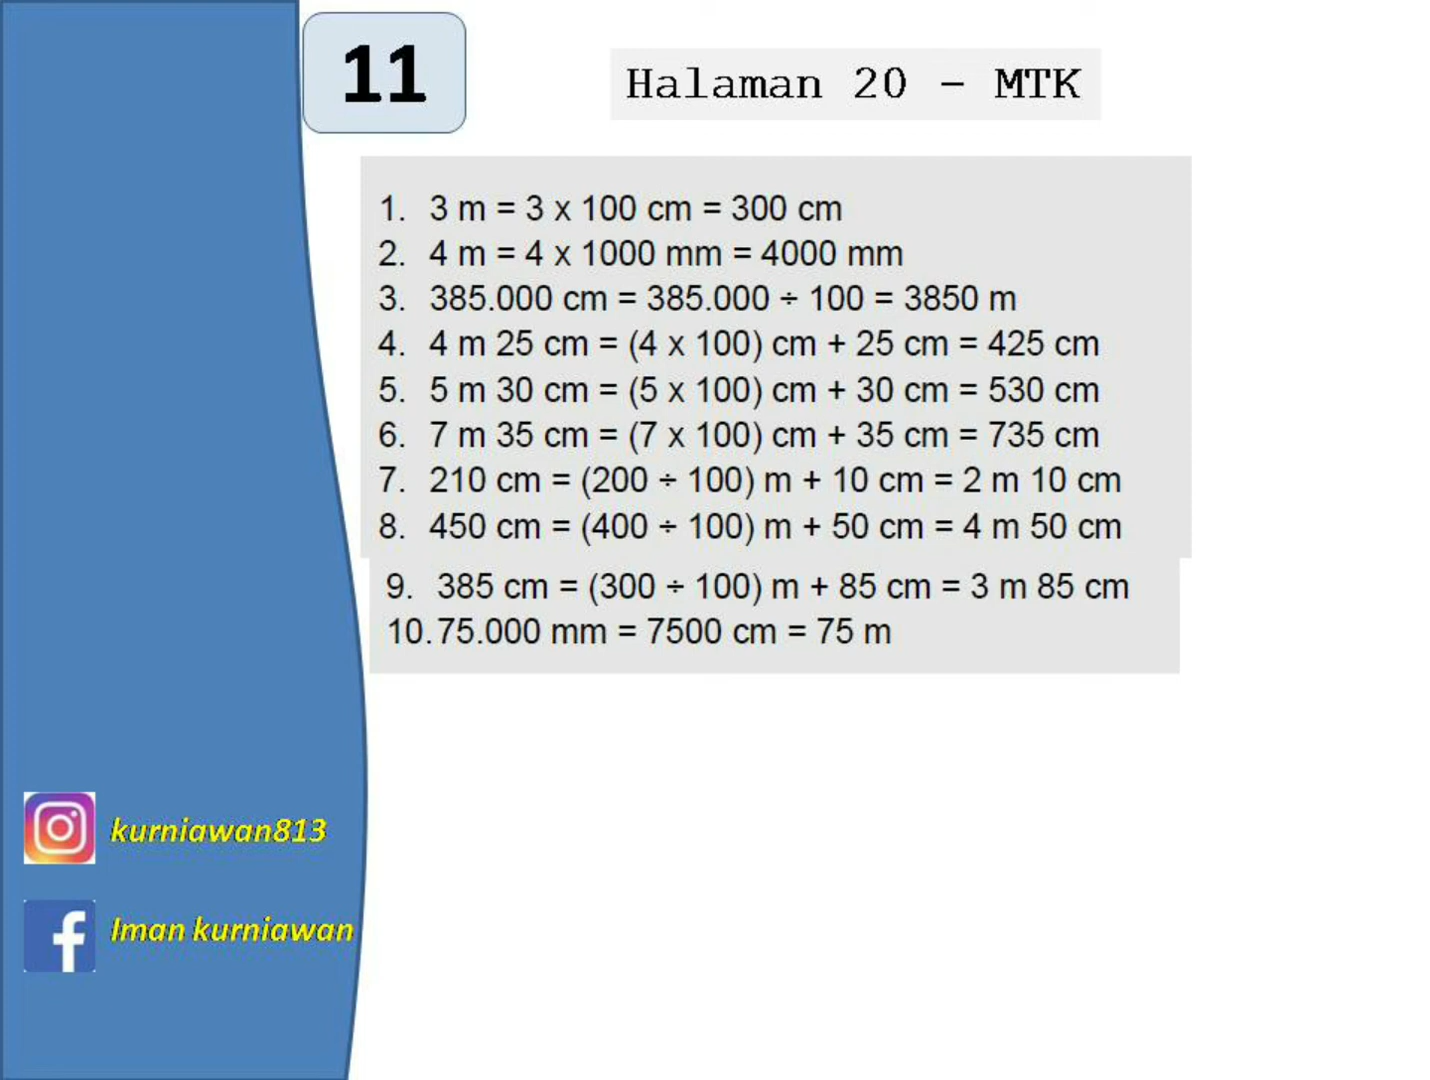 11
Halaman 20 - MTK
1. 3 m = 3 x 100 cm = 300 cm
2. 4 m = 4 x 1000 mm = 4000 mm
3. 385.000 cm = 385.000 ÷ 100 = 3850 m
4. 4 m 25 cm = (4 x 100) cm + 25 cm = 425 cm
5. 5 m 30 cm = (5 x 100) cm + 30 cm = 530 cm
6. 7 m 35 cm = (7 x 100) cm + 35 cm = 735 cm
7. 210 cm = (200 ÷ 100) m + 10 cm = 2 m 10 cm
8. 450 cm = (400 ÷ 100) m + 50 cm = 4 m 50 cm
9. 385 cm = (300 ÷ 100) m + 85 cm = 3 m 85 cm
10. 75.000 mm = 7500 cm = 75 m
kurniawan813
Iman kurniawan